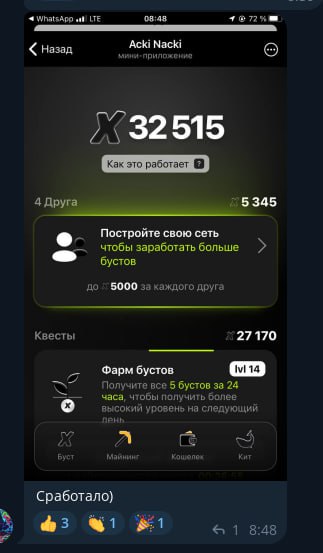 WhatsApp LTE 08:48 72 %
Назад
Acki Nacki
мини-приложение
32 515
Как это работает ?
4 Друга 5 345
Постройте свою сеть
чтобы заработать больше
бустов
до 5000 за каждого друга
Квесты 27 170
Фарм бустов lvl 14
Получите все 5 бустов за 24
часа, чтобы получить более
высокий уровень на следующий
день
Буст Майнинг Кошелек Кит
Сработало)
3 1 1
1 8:48